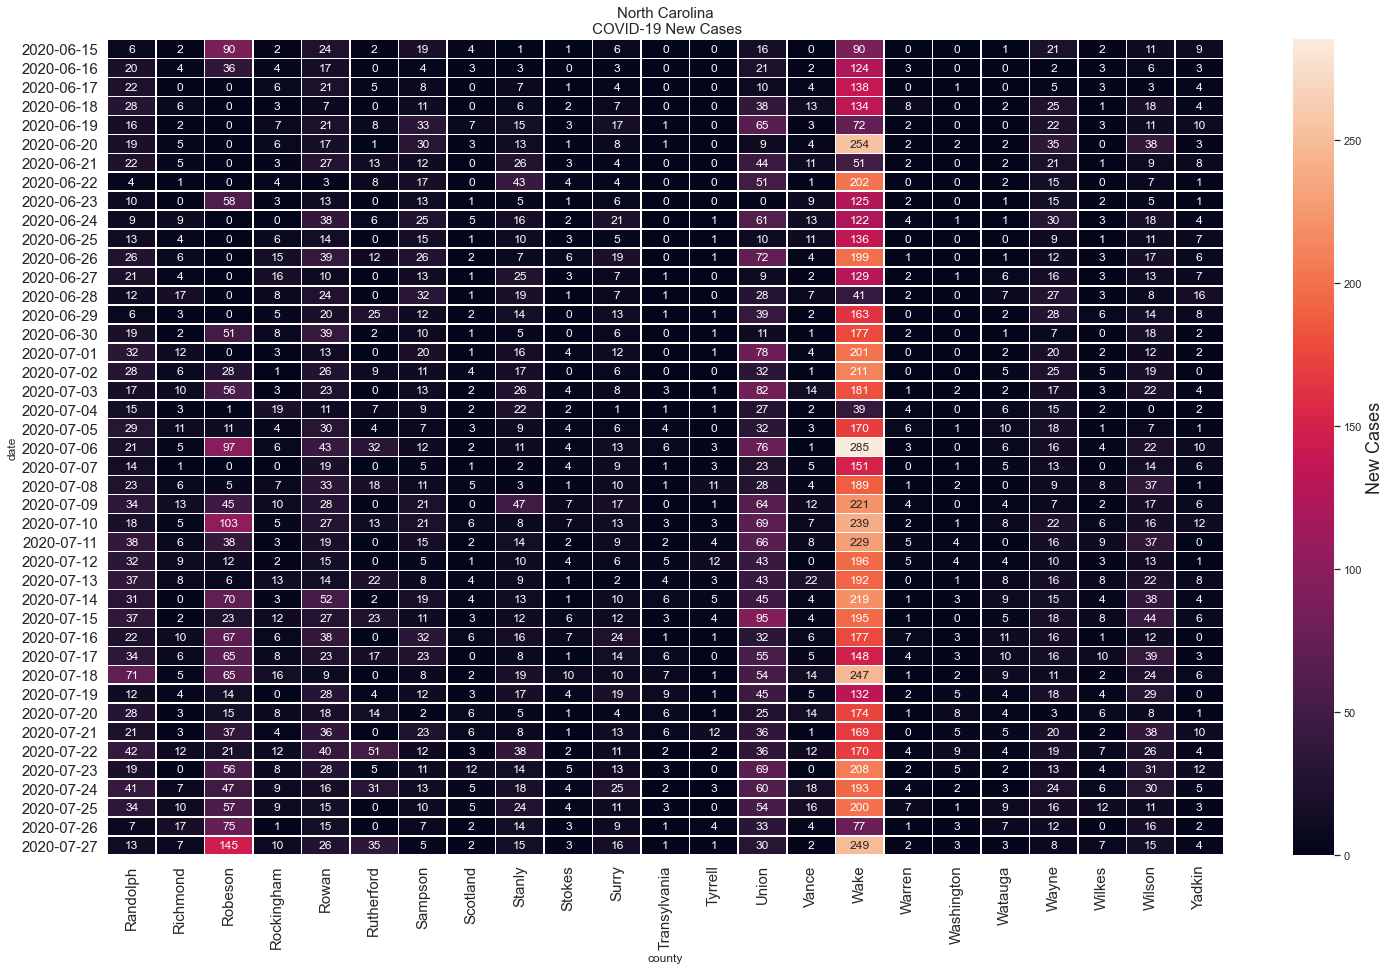 North Carolina
COVID-19 New Cases
2020-06-15 6 2 90 2 24 2 19 4 1 1 6 0 0 16 0 90 0 0 1 21 2 11 9
2020-06-16 20 4 36 4 17 0 4 3 3 0 3 0 0 21 2 124 3 0 0 2 3 6 3
2020-06-17 22 0 0 6 21 5 8 0 7 1 4 0 0 10 4 138 0 1 0 5 3 3 4
2020-06-18 28 6 0 3 7 0 11 0 6 2 7 0 0 38 13 134 8 0 2 25 1 18 4
2020-06-19 16 2 0 7 21 8 33 7 15 3 17 1 0 65 3 72 2 0 0 22 3 11 10
2020-06-20 19 5 0 6 17 1 30 3 13 1 8 1 0 9 4 254 2 2 2 35 0 38 3
2020-06-21 22 5 0 3 27 13 12 0 26 3 4 0 0 44 11 51 2 0 2 21 1 9 8
2020-06-22 4 1 0 4 3 8 17 0 43 4 4 0 0 51 1 202 0 0 2 15 0 7 1
2020-06-23 10 0 58 3 13 0 13 1 5 1 6 0 0 0 9 125 2 0 1 15 2 5 1
2020-06-24 9 9 0 0 38 6 25 5 16 2 21 0 1 61 13 122 4 1 1 30 3 18 4
2020-06-25 13 4 0 6 14 0 15 1 10 3 5 0 1 10 11 136 0 0 0 9 1 11 7
2020-06-26 26 6 0 15 39 12 26 2 7 6 19 0 1 72 4 199 1 0 1 12 3 17 6
2020-06-27 21 4 0 16 10 0 13 1 25 3 7 1 0 9 2 129 2 1 6 16 3 13 7
2020-06-28 12 17 0 8 24 0 32 1 19 1 7 1 0 28 7 41 2 0 7 27 3 8 16
2020-06-29 6 3 0 5 20 25 12 2 14 0 13 1 1 39 2 163 0 0 2 28 6 14 8
2020-06-30 19 2 51 8 39 2 10 1 5 0 6 0 1 11 1 177 2 0 1 7 0 18 2
2020-07-01 32 12 0 3 13 0 20 1 16 4 12 0 1 78 4 201 0 0 2 20 2 12 2
2020-07-02 28 6 28 1 26 9 11 4 17 0 6 0 0 32 1 211 0 0 5 25 5 19 0
2020-07-03 17 10 56 3 23 0 13 2 26 4 8 3 1 82 14 181 1 2 2 17 3 22 4
2020-07-04 15 3 1 19 11 7 9 2 22 2 1 1 1 27 2 39 4 0 6 15 2 0 2
2020-07-05 29 11 11 4 30 4 7 3 9 4 6 4 0 32 3 170 6 1 10 18 1 7 1
2020-07-06 21 5 97 6 43 32 12 2 11 4 13 6 3 76 1 285 3 0 6 16 4 22 10
2020-07-07 14 1 0 0 19 0 5 1 2 4 9 1 3 23 5 151 0 1 5 13 0 14 6
2020-07-08 23 6 5 7 33 18 11 5 3 1 10 1 11 28 4 189 1 2 0 9 8 37 1
2020-07-09 34 13 45 10 28 0 21 0 47 7 17 0 0 64 12 221 4 0 4 7 2 17 6
2020-07-10 18 5 103 5 27 13 21 6 8 7 13 3 3 69 7 239 2 1 8 22 6 16 12
2020-07-11 38 6 38 3 19 0 15 2 14 2 9 2 4 66 8 229 5 4 0 16 9 37 0
2020-07-12 32 9 12 2 15 0 5 1 10 4 6 5 12 43 0 196 5 4 4 10 3 13 1
2020-07-13 37 8 6 13 14 22 8 4 9 1 2 4 3 43 22 192 0 1 8 16 8 22 8
2020-07-14 31 0 70 3 52 2 19 4 13 1 10 6 5 45 4 219 1 3 9 15 4 38 4
2020-07-15 37 2 23 12 27 23 11 3 12 6 12 3 4 95 4 195 1 0 5 18 8 44 6
2020-07-16 22 10 67 6 38 0 32 6 16 7 24 1 0 32 6 177 7 3 11 16 1 12 0
2020-07-17 34 6 65 8 23 17 23 0 8 1 14 6 0 55 5 148 4 3 10 16 10 39 3
2020-07-18 71 5 65 16 9 0 8 2 19 10 10 7 1 54 14 247 1 2 9 11 2 24 6
2020-07-19 12 4 14 0 28 4 12 3 17 4 19 9 1 45 5 132 2 5 4 18 4 29 0
2020-07-20 28 3 15 8 18 14 2 6 5 1 4 6 1 25 14 174 1 8 4 3 6 8 1
2020-07-21 21 3 37 4 36 0 23 6 8 1 13 6 12 36 1 169 0 5 5 20 2 38 10
2020-07-22 42 12 21 12 40 51 12 3 38 2 11 2 2 36 12 170 4 9 4 19 7 26 4
2020-07-23 19 0 56 8 28 5 11 12 14 5 13 3 0 69 0 208 2 5 2 13 4 31 12
2020-07-24 41 7 47 9 16 31 13 5 18 4 25 2 3 60 18 193 4 2 3 24 6 30 5
2020-07-25 34 10 57 9 15 0 10 5 24 4 11 3 0 54 16 200 7 1 9 16 12 11 3
2020-07-26 7 17 75 1 15 0 7 2 14 3 9 1 4 33 4 77 1 3 7 12 0 16 2
2020-07-27 13 7 145 10 26 35 5 2 15 3 16 1 1 30 2 249 2 3 3 8 7 15 4
Randolph Richmond Robeson Rockingham Rowan Rutherford Sampson Scotland Stanly Stokes Surry Transylvania Tyrrell Union Vance Wake Warren Washington Watauga Wayne Wilkes Wilson Yadkin
county
date
250
200
150
100
50
0
New Cases